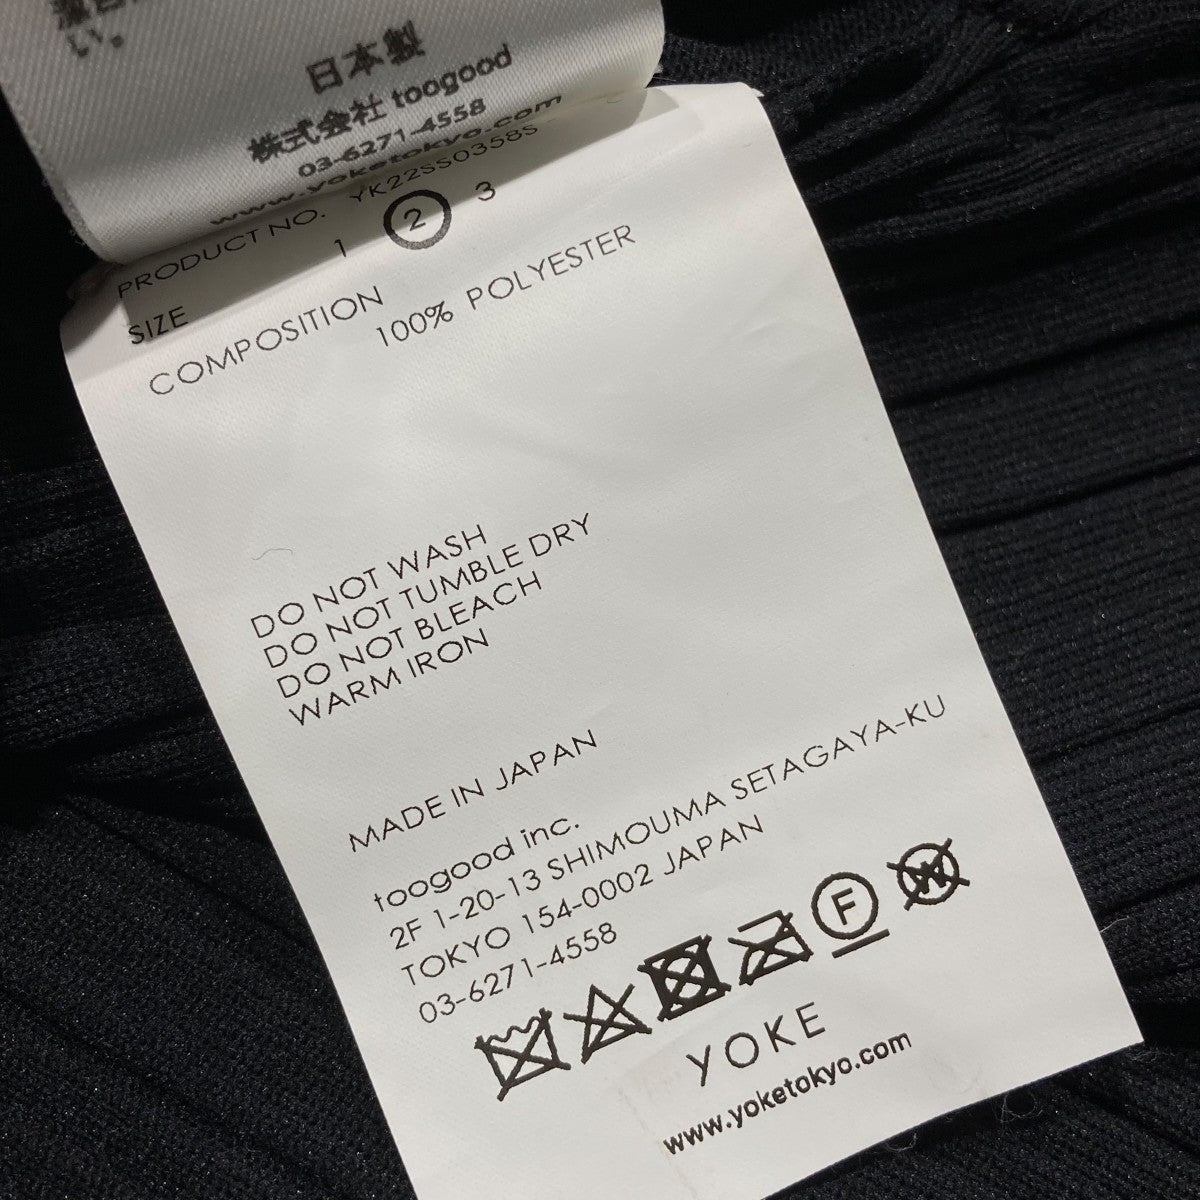 い。
日本製
株式会社 toogood
03-6271-4558
www.yoketokyo.com
PRODUCT NO. YK22SS0358S
SIZE 1 2 3
COMPOSITION
100% POLYESTER
DO NOT WASH
DO NOT TUMBLE DRY
DO NOT BLEACH
WARM IRON
MADE IN JAPAN
toogood inc.
2F 1-20-13 SHIMOUMA SETAGAYA-KU
TOKYO 154-0002 JAPAN
03-6271-4558
F W
YOKE
www.yoketokyo.com